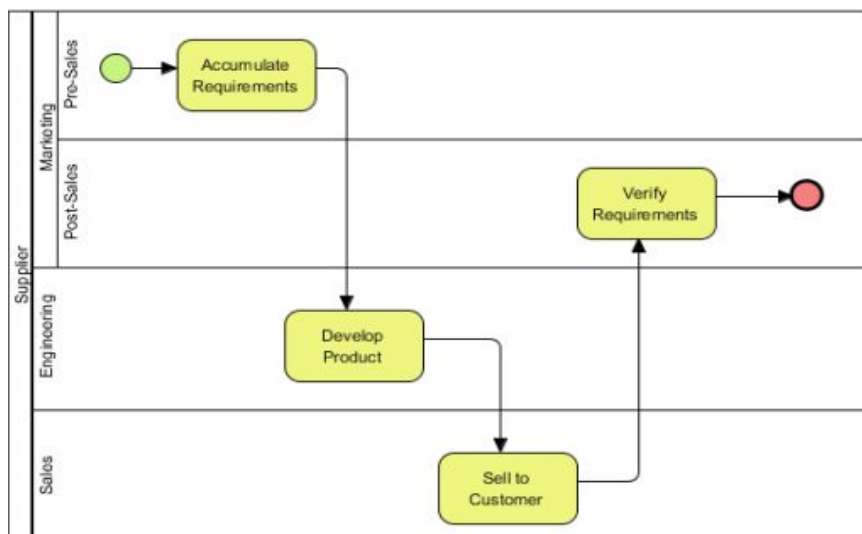 Supplier
Marketing
Pre-Sales
Accumulate
Requirements
Post-Sales
Verify
Requirements
Engineering
Develop
Product
Sales
Sell to
Customer